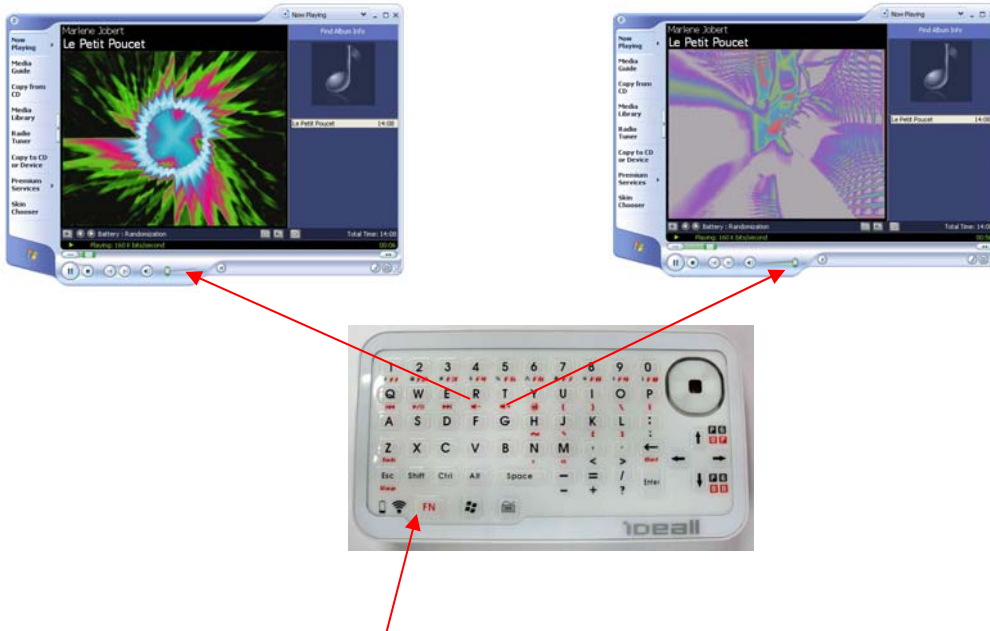 Now Playing
Marlene Jobert
Le Petit Poucet
Find Album Info
Now
Playing
Media
Guide
Copy from
CD
Media
Library
Radio
Tuner
Copy to CD
or Device
Premium
Services
Skin
Chooser
Le Petit Poucet 14:08
Battery : Randomization
Total Time: 14:08
Playing: 160 K bits/second 00:06
Now Playing
Marlene Jobert
Le Petit Poucet
Find Album Info
Now
Playing
Media
Guide
Copy from
CD
Media
Library
Radio
Tuner
Copy to CD
or Device
Premium
Services
Skin
Chooser
Le Petit Poucet 14:08
Battery : Randomization
Total Time: 14:08
Playing: 160 K bits/second
1 2 3 4 5 6 7 8 9 0
Q W E R T Y U I O P
A S D F G H J K L :
;
Z X C V B N M . .
< >
Esc Shift Ctrl Alt Space - = / Enter
- + ?
FN
ideall